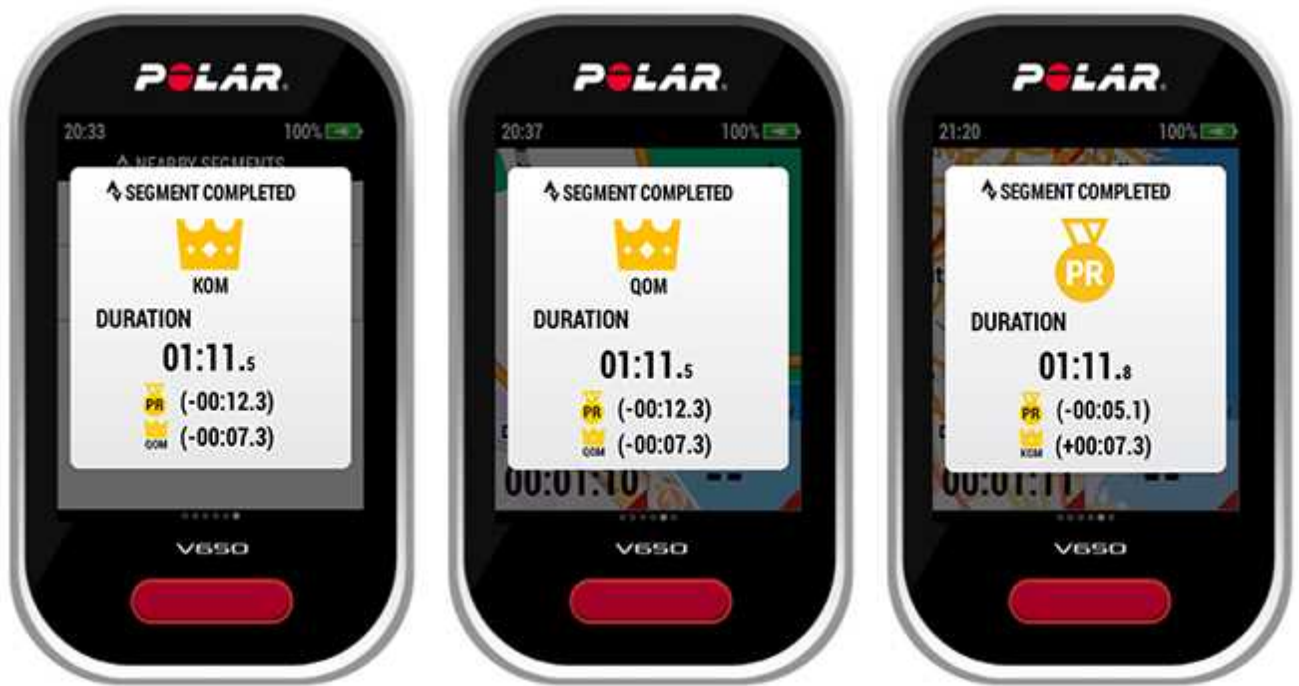 POLAR
20:33 100%
NEARBY SEGMENTS
SEGMENT COMPLETED
KOM
DURATION
01:11.5
PR (-00:12.3)
QOM (-00:07.3)
V650
POLAR
20:37 100%
SEGMENT COMPLETED
QOM
DURATION
01:11.5
PR (-00:12.3)
QOM (-00:07.3)
00:01:10 --
V650
POLAR
21:20 100%
SEGMENT COMPLETED
PR
DURATION
01:11.8
PR (-00:05.1)
KOM (+00:07.3)
00:01:11 --
V650